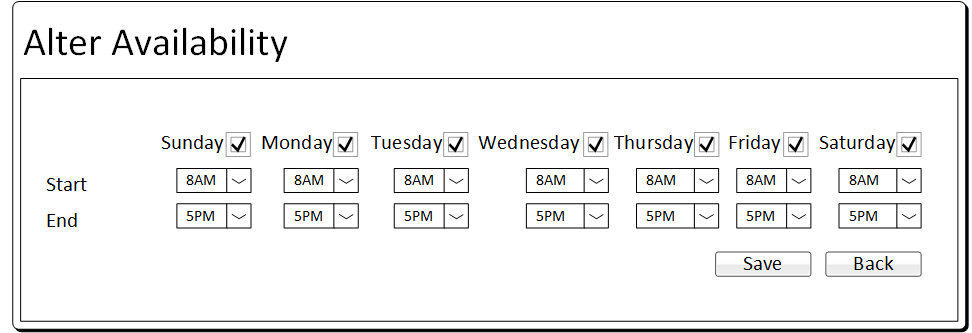 Alter Availability
Sunday Monday Tuesday Wednesday Thursday Friday Saturday
Start 8AM 8AM 8AM 8AM 8AM 8AM 8AM
End 5PM 5PM 5PM 5PM 5PM 5PM 5PM
Save Back